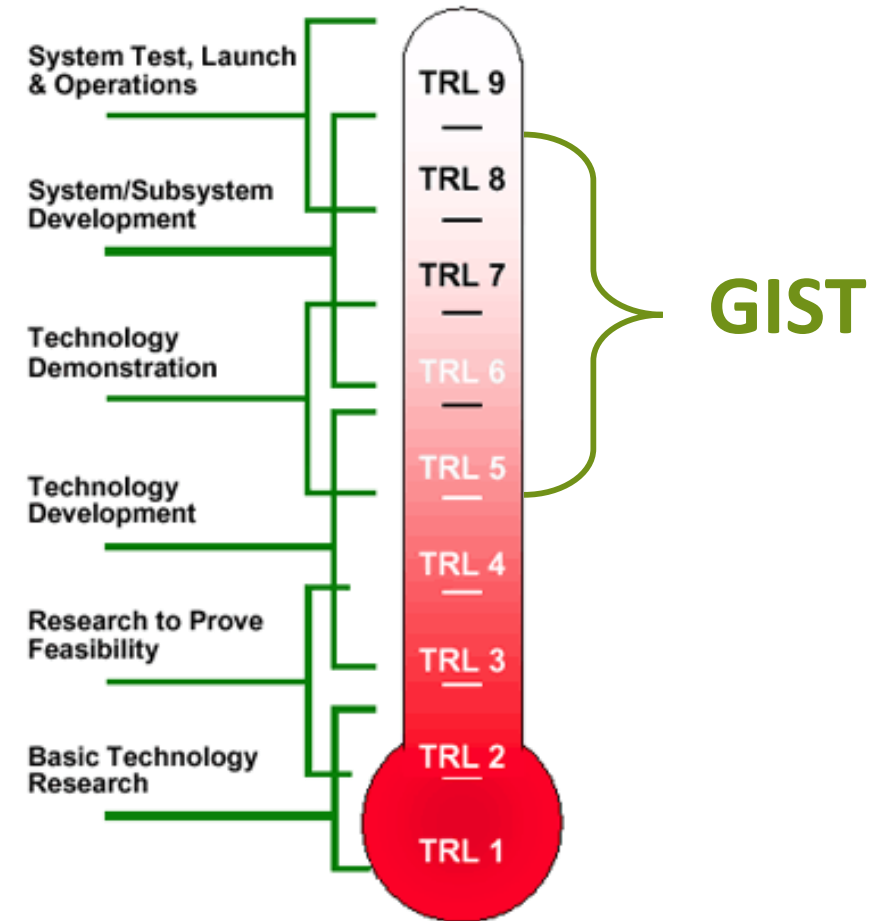 System Test, Launch
& Operations
System/Subsystem
Development
Technology
Demonstration
Technology
Development
Research to Prove
Feasibility
Basic Technology
Research
TRL 9
TRL 8
TRL 7
TRL 6
TRL 5
TRL 4
TRL 3
TRL 2
TRL 1
GIST